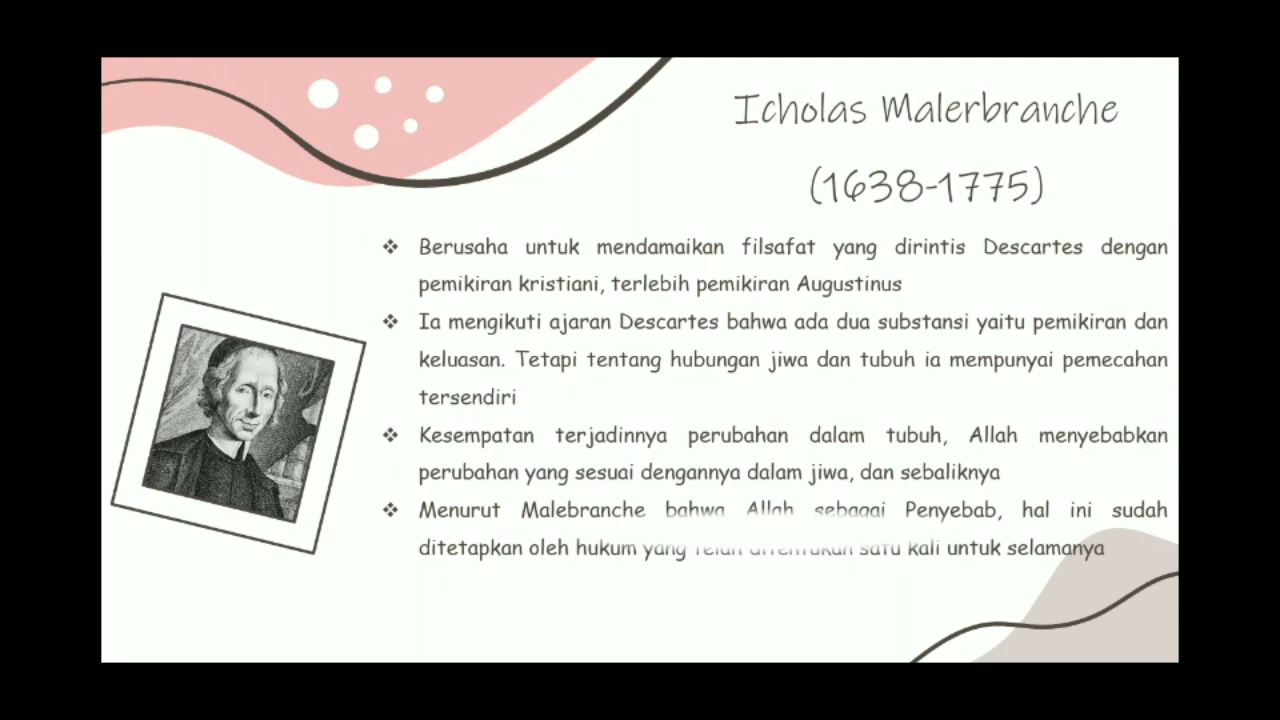 Icholas Malerbranche
(1638-1775)
❖ Berusaha untuk mendamaikan filsafat yang dirintis Descartes dengan
pemikiran kristiani, terlebih pemikiran Augustinus
❖ Ia mengikuti ajaran Descartes bahwa ada dua substansi yaitu pemikiran dan
keluasan. Tetapi tentang hubungan jiwa dan tubuh ia mempunyai pemecahan
tersendiri
❖ Kesempatan terjadinnya perubahan dalam tubuh, Allah menyebabkan
perubahan yang sesuai dengannya dalam jiwa, dan sebaliknya
❖ Menurut Malebranche bahwa Allah sebagai Penyebab, hal ini sudah
ditetapkan oleh hukum yang telah ditentukan satu kali untuk selamanya